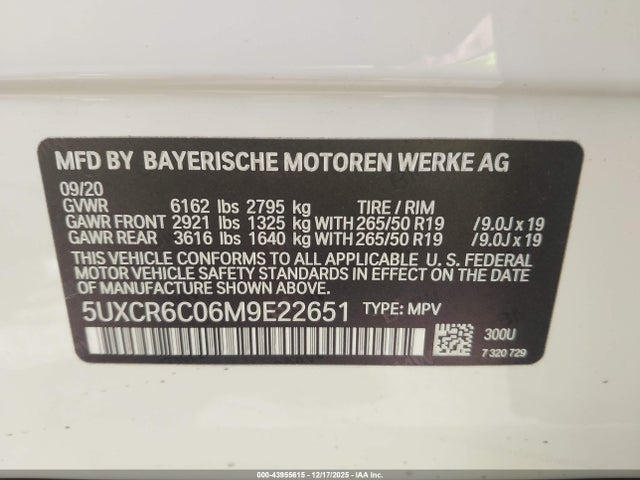 MFD BY BAYERISCHE MOTOREN WERKE AG
09/20
GVWR 6162 lbs 2795 kg TIRE / RIM
GAWR FRONT 2921 lbs 1325 kg WITH 265/50 R19 /9.0J x 19
GAWR REAR 3616 lbs 1640 kg WITH 265/50 R19 /9.0J x 19
THIS VEHICLE CONFORMS TO ALL APPLICABLE U. S. FEDERAL
MOTOR VEHICLE SAFETY STANDARDS IN EFFECT ON THE DATE
OF MANUFACTURE SHOWN ABOVE.
5UXCR6C06M9E22651 TYPE: MPV
300U
7 320 729
000-43955615 - 12/17/2025 - IAAI.COM